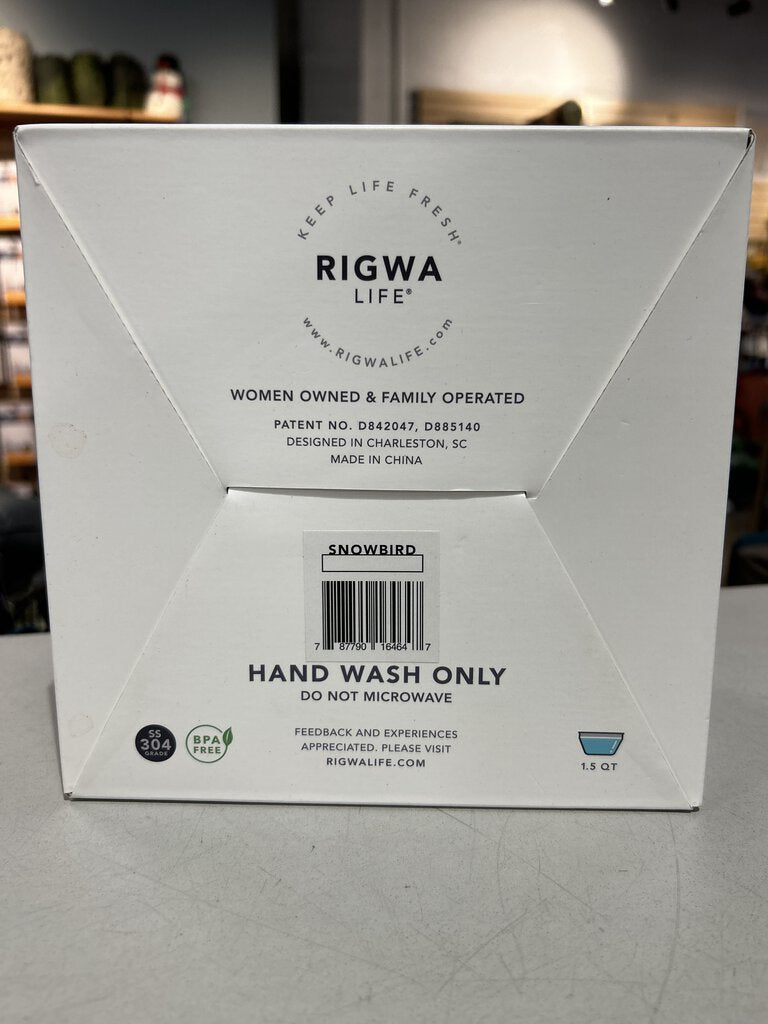 KEEP LIFE FRESH®
RIGWA
LIFE®
www.RIGWALIFE.com
WOMEN OWNED & FAMILY OPERATED
PATENT NO. D842047, D885140
DESIGNED IN CHARLESTON, SC
MADE IN CHINA
SNOWBIRD
7 87790 16464 7
HAND WASH ONLY
DO NOT MICROWAVE
SS
304
GRADE
BPA
FREE
FEEDBACK AND EXPERIENCES
APPRECIATED. PLEASE VISIT
RIGWALIFE.COM
1.5 QT